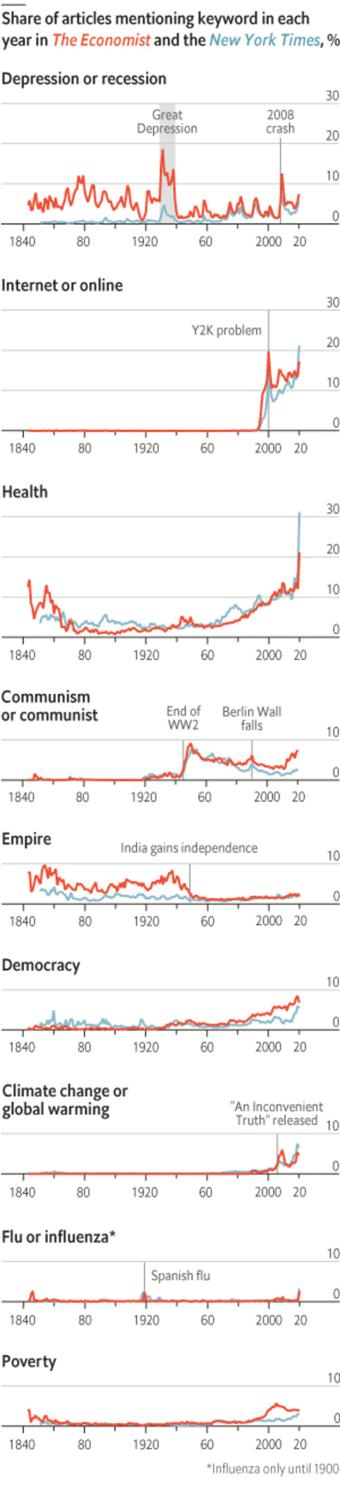 Share of articles mentioning keyword in each
year in The Economist and the New York Times, %
Depression or recession
30
Great
Depression
2008
crash
20
10
0
1840 80 1920 60 2000 20
Internet or online
30
Y2K problem
20
10
0
1840 80 1920 60 2000 20
Health
30
20
10
0
1840 80 1920 60 2000 20
Communism
or communist
End of
WW2
Berlin Wall
falls
10
0
1840 80 1920 60 2000 20
Empire
India gains independence
10
0
1840 80 1920 60 2000 20
Democracy
10
0
1840 80 1920 60 2000 20
Climate change or
global warming
"An Inconvenient
Truth" released
10
0
1840 80 1920 60 2000 20
Flu or influenza*
10
Spanish flu
0
1840 80 1920 60 2000 20
Poverty
10
0
1840 80 1920 60 2000 20
*Influenza only until 1900